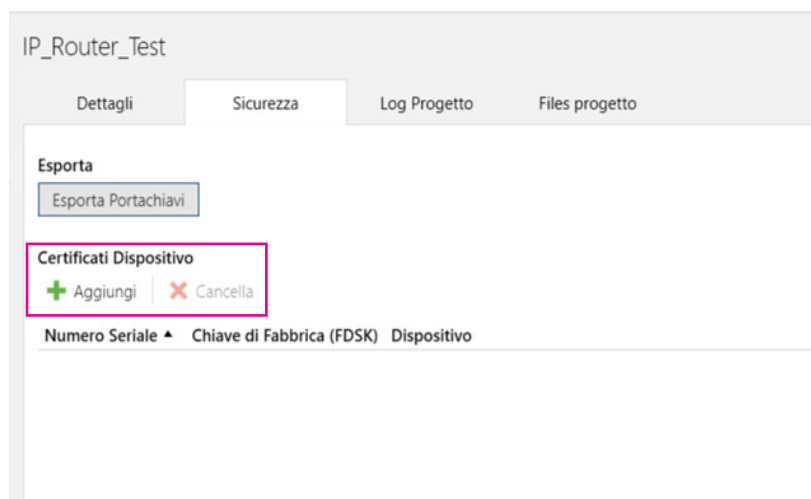 IP_Router_Test
Dettagli Sicurezza Log Progetto Files progetto
Esporta
Esporta Portachiavi
Certificati Dispositivo
Aggiungi Cancella
Numero Seriale Chiave di Fabbrica (FDSK) Dispositivo